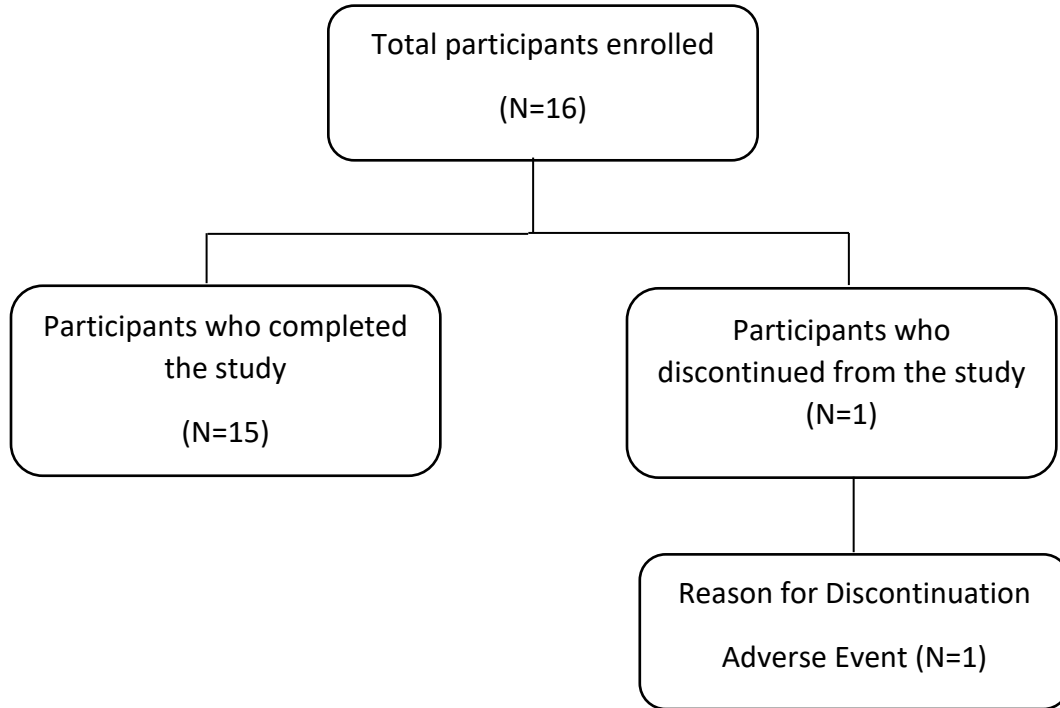 Total participants enrolled
(N=16)
Participants who completed
the study
(N=15)
Participants who
discontinued from the study
(N=1)
Reason for Discontinuation
Adverse Event (N=1)